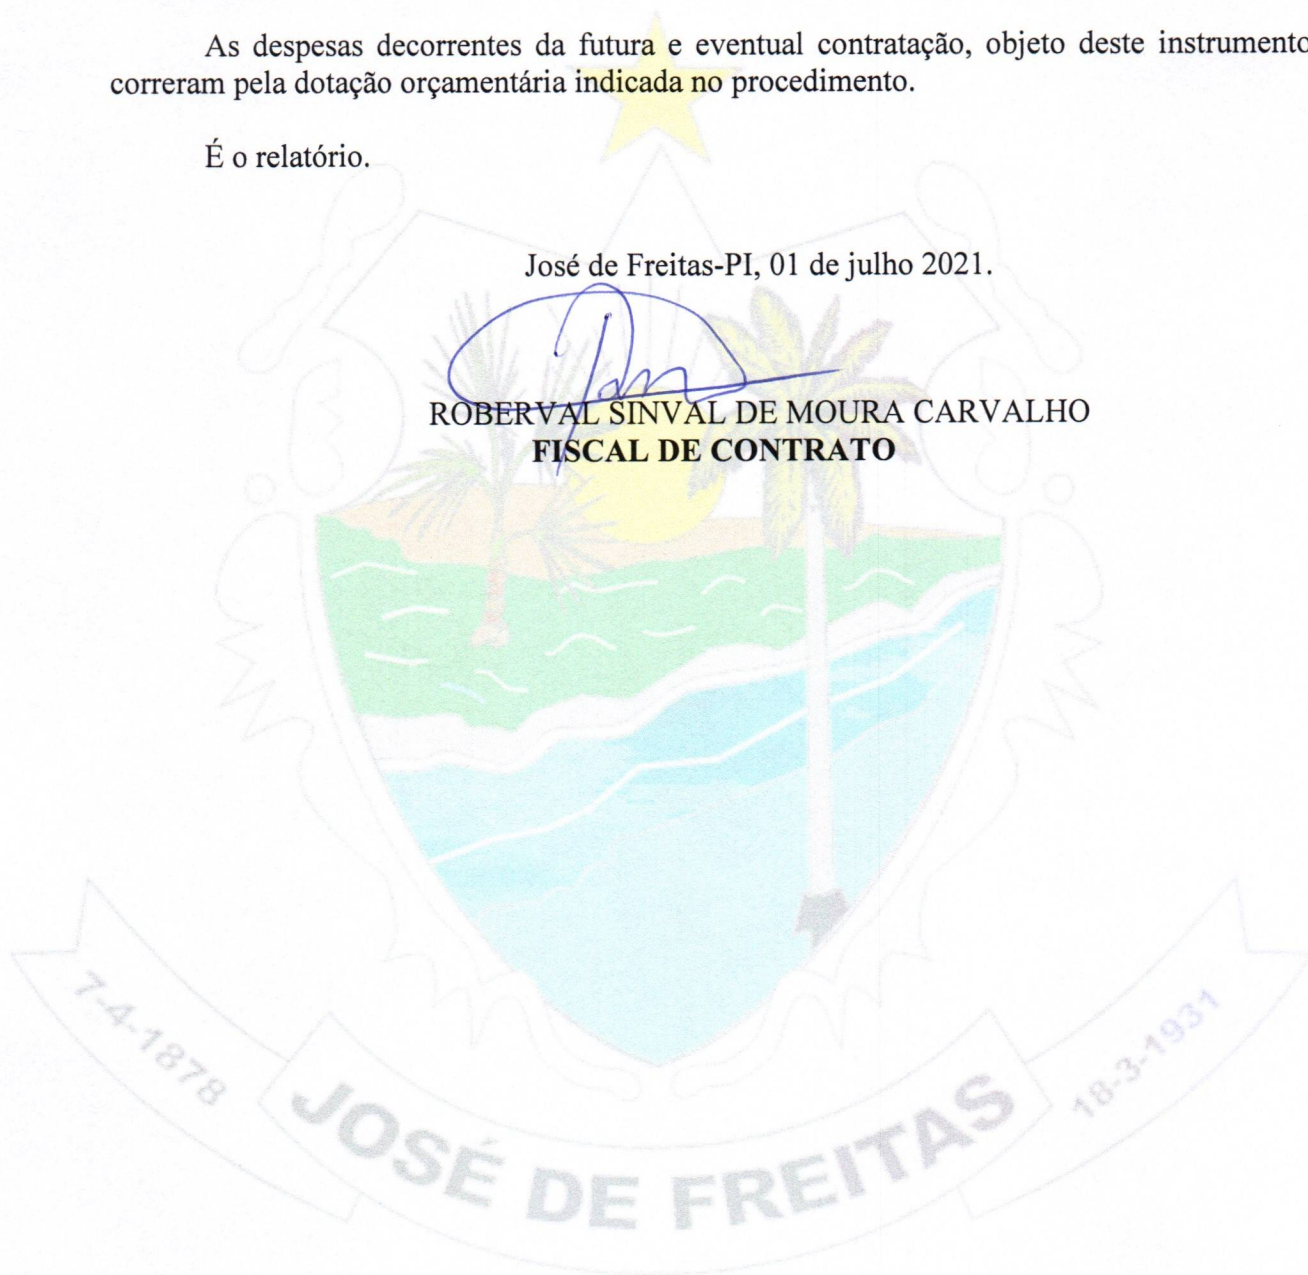 As despesas decorrentes da futura e eventual contratação, objeto deste instrumento
correram pela dotação orçamentária indicada no procedimento.
É o relatório.
José de Freitas-PI, 01 de julho 2021.
ROBERVAL SINVAL DE MOURA CARVALHO
FISCAL DE CONTRATO
7-4-1878
JOSÉ DE FREITAS
18-3-1931